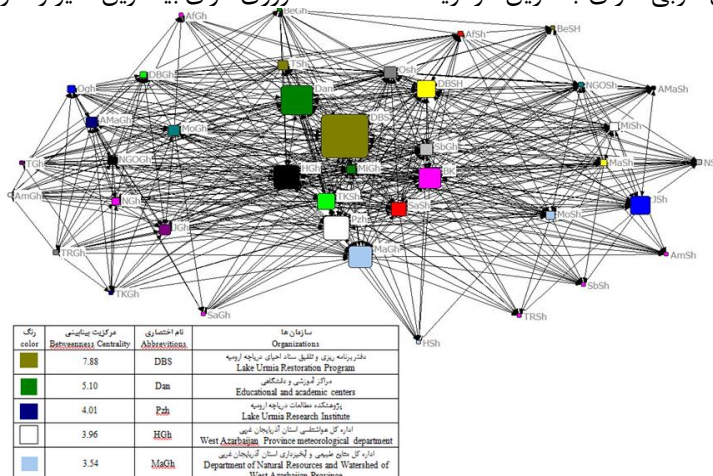 AfGh
BeGh
AfSh
BeSH
TSh
Osh
DBGh
Ogh
Dan
DBSH
NGOSh
AMaSh
AMaGh
MoGh
DBS
MiSh
SbGh
NGOGh
TGh
HGh
MiGh
MaSh
NS
AmGh
NGh
TKSh
SaSh
JSh
JGh
Pzh
MoSh
TRGh
MaGh
AmSh
TKGh
SbSh
SaGh
TRSh
HSh
رنگ مرکزیت بینابینی نام اختصاری سازمان ها
color Betweenness Centrality Abbrevitions Organizations
7.88 DBS دفتر برنامه ریزی و تلفیق ستاد احیای دریاچه ارومیه
Lake Urmia Restoration Program
5.10 Dan مراکز آموزشی و دانشگاهی
Educational and academic centers
4.01 Pzh پژوهشکده مطالعات دریاچه ارومیه
Lake Urmia Research Institute
3.96 HGh اداره کل هواشناسی استان آذربایجان غربی
West Azarbaijan Province meteorological department
3.54 MaGh اداره کل منابع طبیعی و آبخیزداری استان آذربایجان غربی
Department of Natural Resources and Watershed of
West Azarbaijan Province